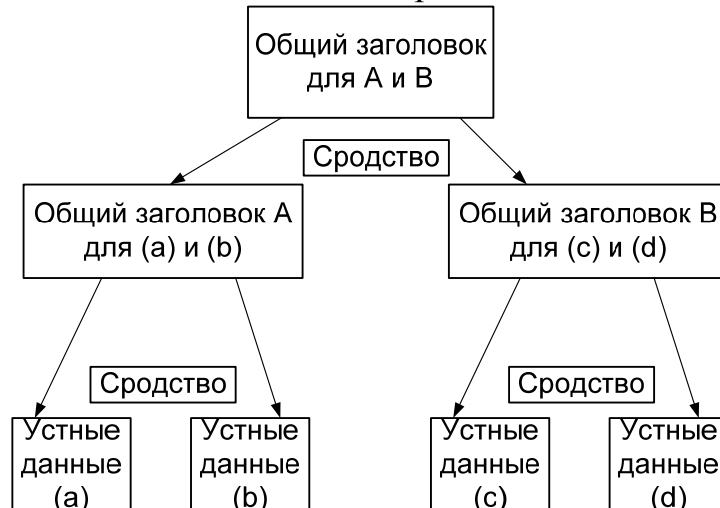 Общий заголовок
для А и В
Сродство
Общий заголовок А
для (a) и (b)
Общий заголовок В
для (c) и (d)
Сродство
Сродство
Устные
данные
(a)
Устные
данные
(b)
Устные
данные
(c)
Устные
данные
(d)